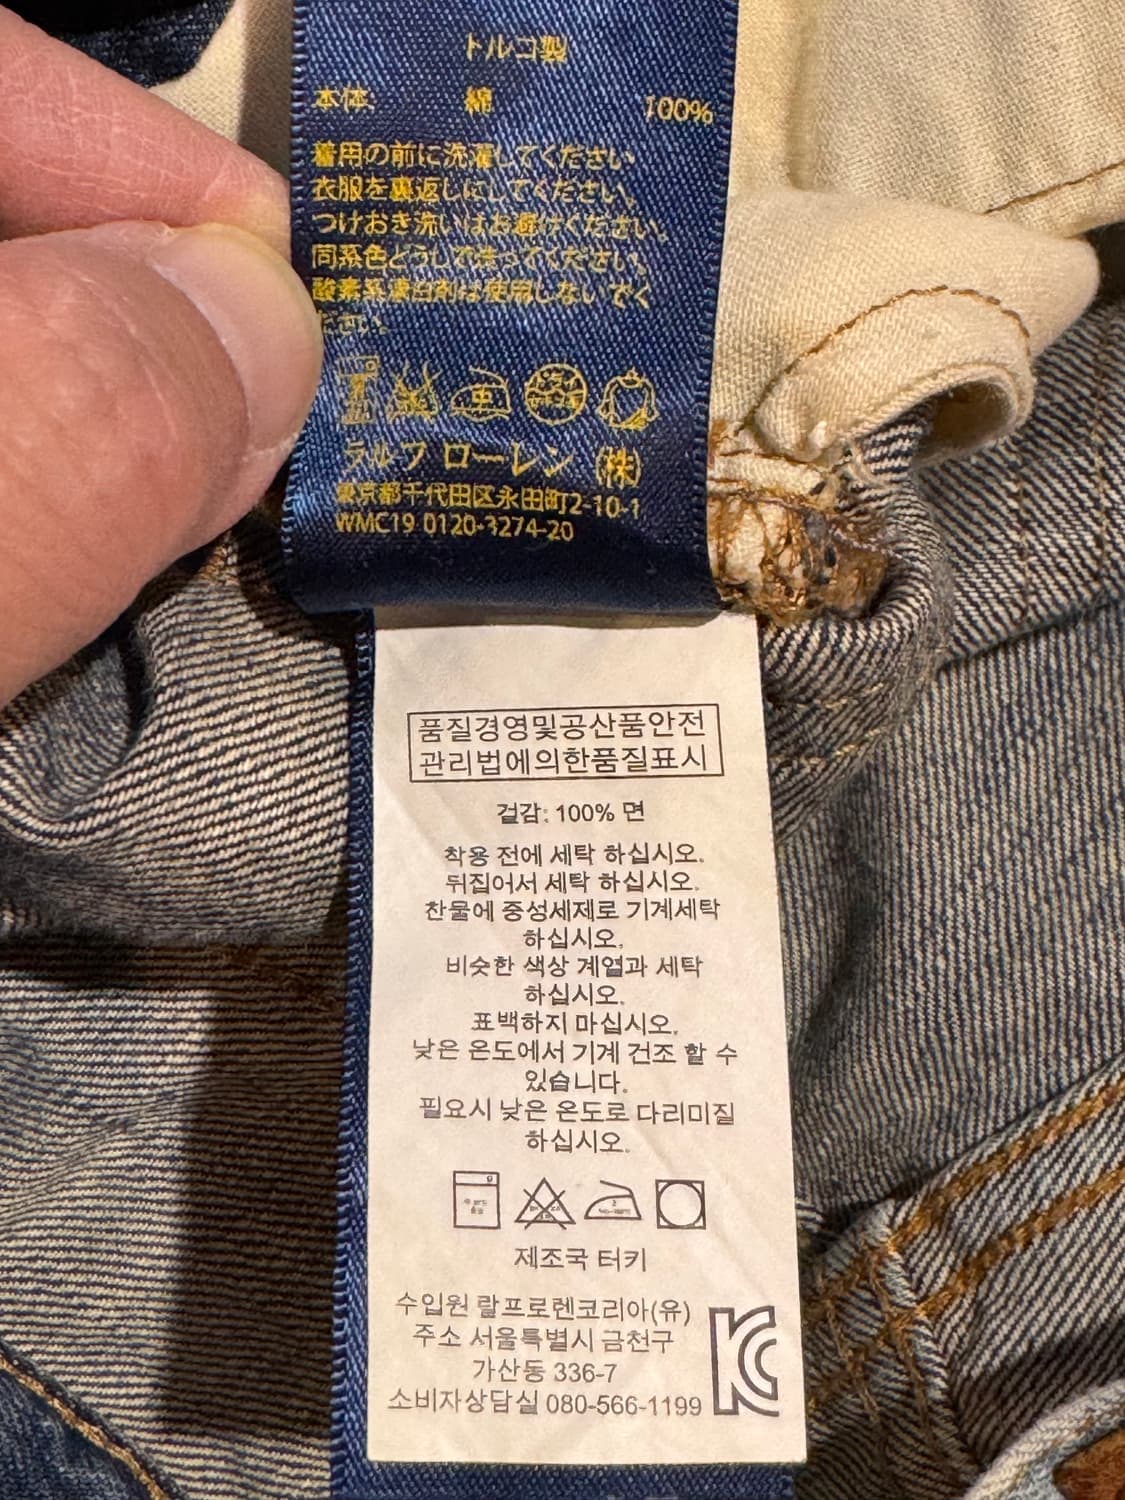 トルコ製
本体 綿 100%
着用の前に洗濯してください
衣服を裏返しにしてください。
つけおき洗いはお避けください。
同系色どうしで洗ってください。
酸素系漂白剤は使用しないでく
ださい。
中
ドライ
ラルフ ローレン (株)
東京都千代田区永田町2-10-1
WMC19 0120-3274-20
품질경영및공산품안전
관리법에의한품질표시
겉감: 100% 면
착용 전에 세탁 하십시오.
뒤집어서 세탁 하십시오.
찬물에 중성세제로 기계세탁
하십시오.
비슷한 색상 계열과 세탁
하십시오.
표백하지 마십시오.
낮은 온도에서 기계 건조 할 수
있습니다.
필요시 낮은 온도로 다리미질
하십시오.
제조국 터키
수입원 랄프로렌코리아(유)
주소 서울특별시 금천구
가산동 336-7
소비자상담실 080-566-1199
KC